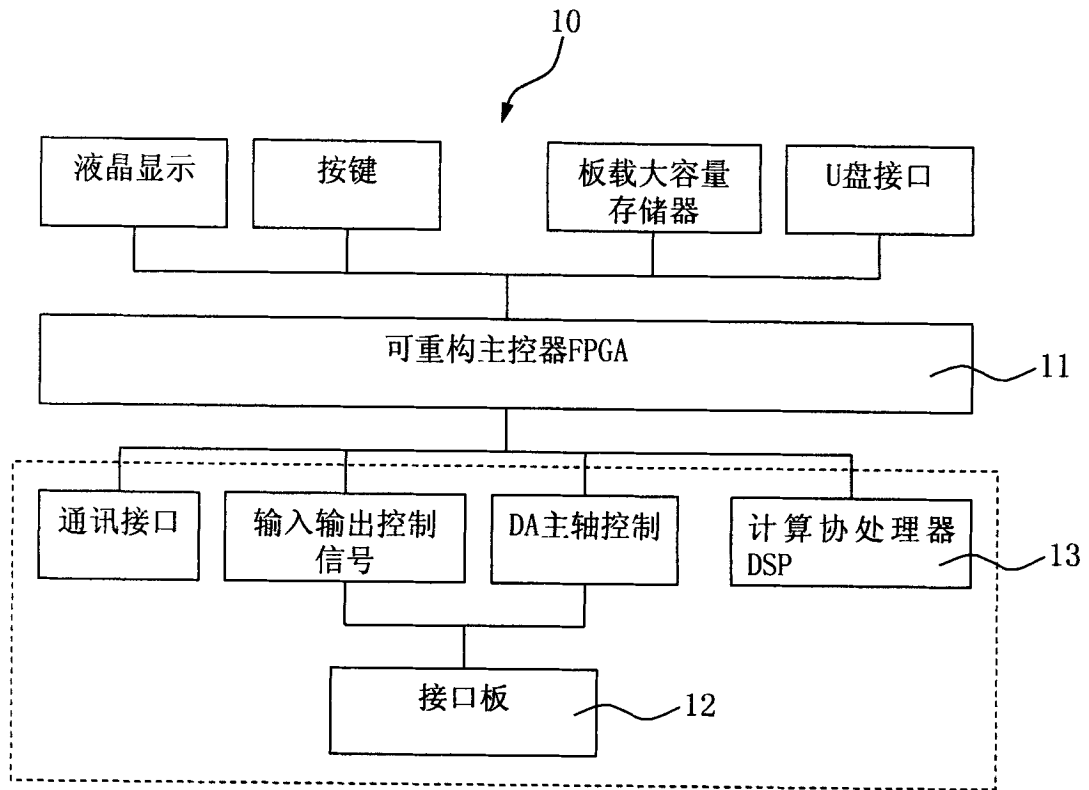 10
液晶显示
按键
板载大容量
存储器
U盘接口
可重构主控器FPGA
11
通讯接口
输入输出控制
信号
DA主轴控制
计算协处理器
DSP
13
接口板
12